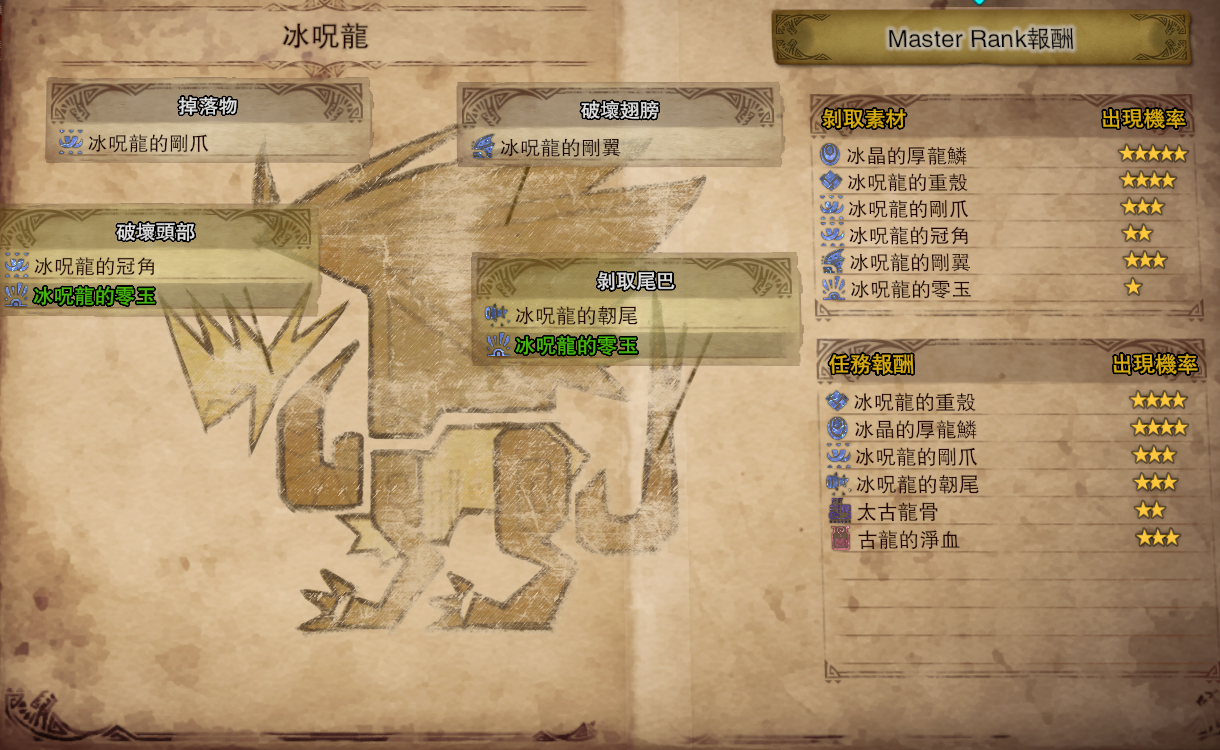 冰呪龍
Master Rank報酬
掉落物
冰呪龍的剛爪
破壞翅膀
冰呪龍的剛翼
破壞頭部
冰呪龍的冠角
冰呪龍的零玉
剝取尾巴
冰呪龍的韌尾
冰呪龍的零玉
剝取素材 出現機率
冰晶的厚龍鱗
冰呪龍的重殼
冰呪龍的剛爪
冰呪龍的冠角
冰呪龍的剛翼
冰呪龍的零玉
任務報酬 出現機率
冰呪龍的重殼
冰晶的厚龍鱗
冰呪龍的剛爪
冰呪龍的韌尾
太古龍骨
古龍的淨血